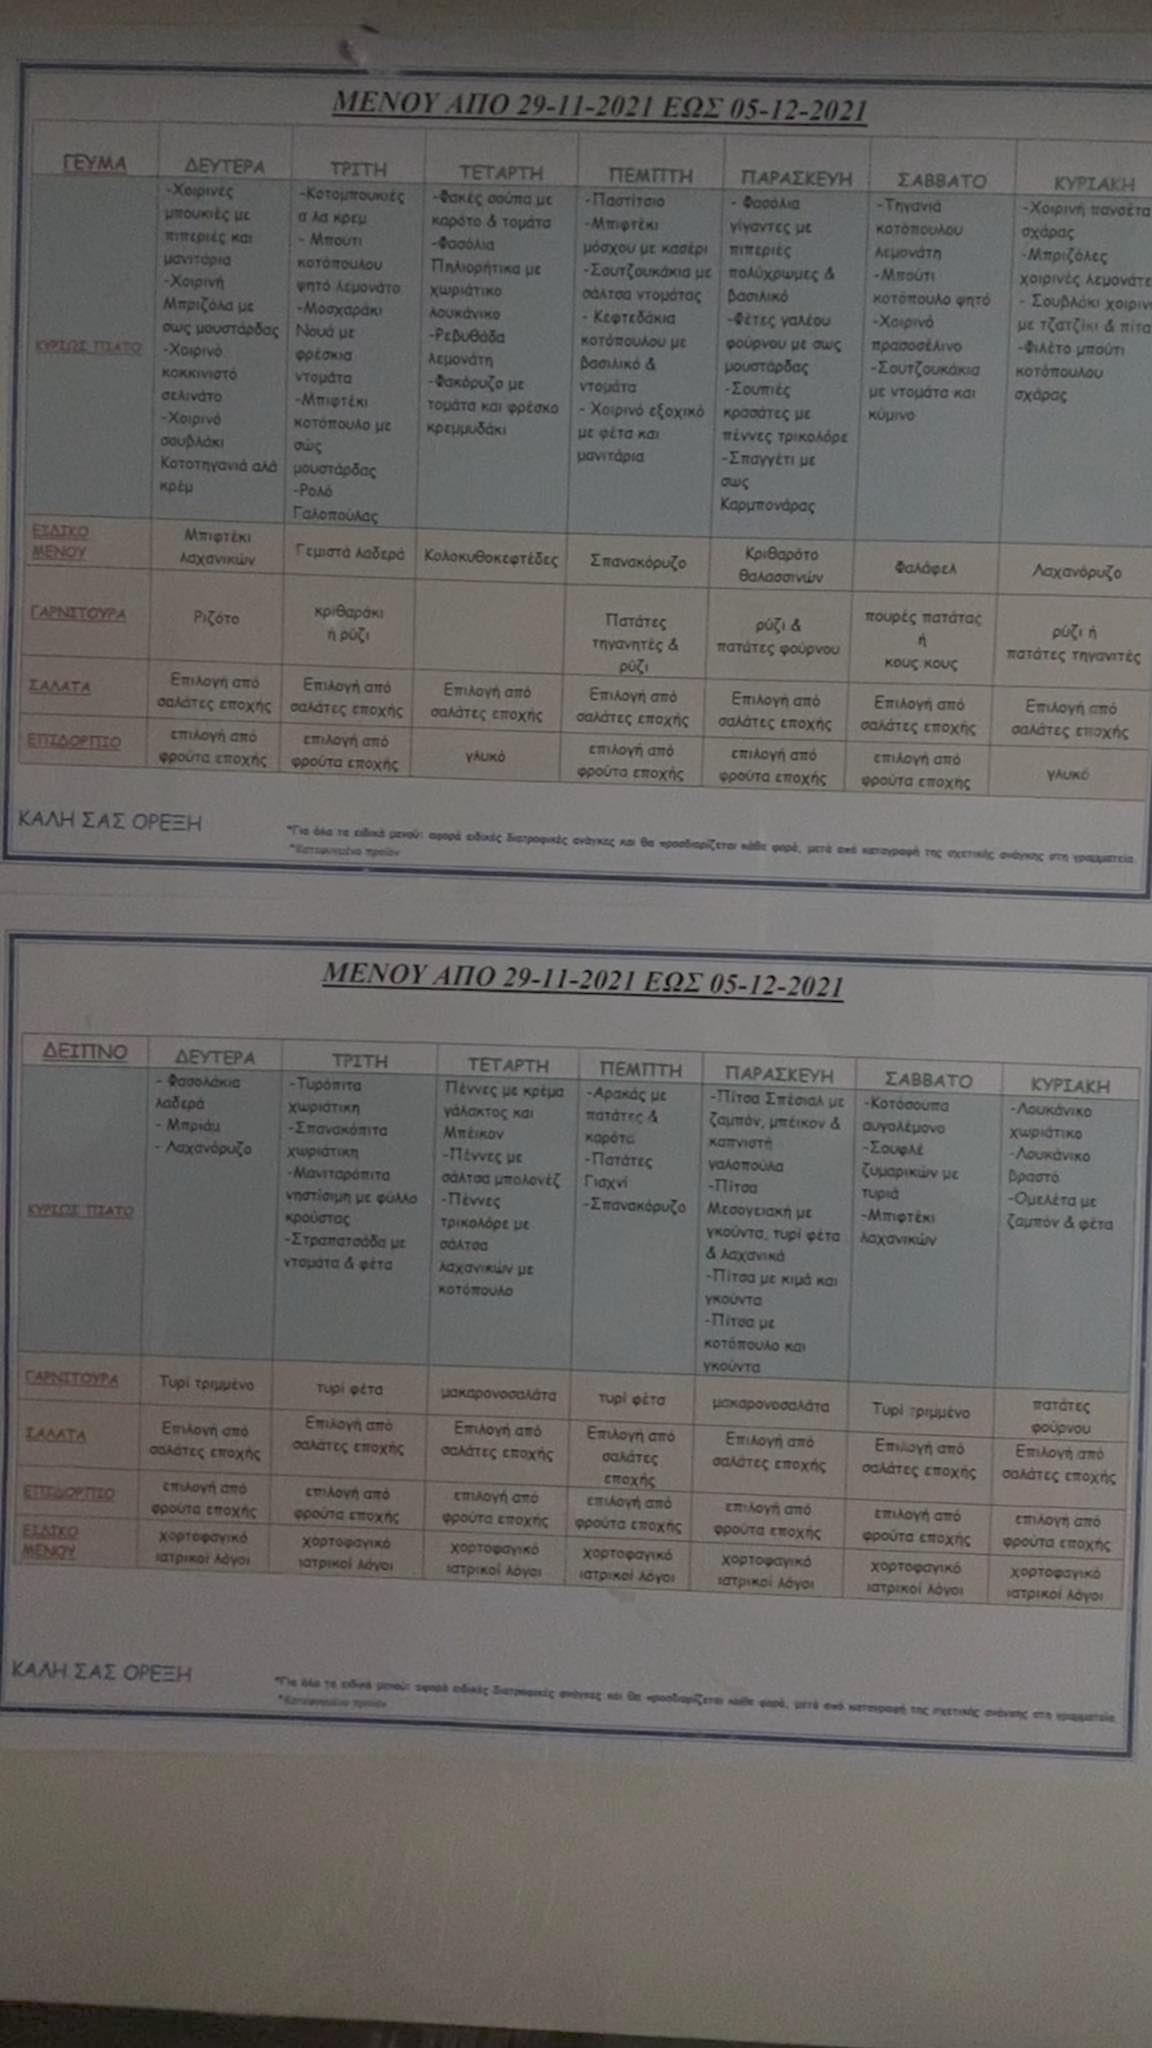 ΜΕΝΟΥ ΑΠΟ 29-11-2021 ΕΩΣ 05-12-2021
ΓΕΥΜΑ
ΔΕΥΤΕΡΑ
ΤΡΙΤΗ
ΤΕΤΑΡΤΗ
ΠΕΜΠΤΗ
ΠΑΡΑΣΚΕΥΗ
ΣΑΒΒΑΤΟ
ΚΥΡΙΑΚΗ
ΚΥΡΙΩΣ ΠΙΑΤΟ
-Χοιρινές
μπουκιές με
πιπεριές και
μανιτάρια
-Χοιρινή
Μπριζόλα με
σως μουστάρδας
-Χοιρινό
κοκκινιστό
σελινάτο
-Χοιρινό
σουβλάκι
Κοτοτηγανιά αλά
κρέμ
-Κοτομπουκιές
α λα κρεμ
- Μπούτι
κοτόπουλου
ψητό λεμονάτο
-Μοσχαράκι
Νουά με
φρέσκια
ντομάτα
-Μπιφτέκι
κοτόπουλο με
σώς
μουστάρδας
-Ρολό
Γαλοπούλας
-Φακές σούπα με
καρότο & τομάτα
-Φασόλια
Πηλιορήτικα με
χωριάτικο
λουκάνικο
-Ρεβυθάδα
λεμονάτη
-Φακόρυζο με
τομάτα και φρέσκο
κρεμμυδάκι
-Παστίτσιο
-Μπιφτέκι
μόσχου με κασέρι
-Σουτζουκάκια με
σάλτσα ντομάτας
- Κεφτεδάκια
κοτόπουλου με
βασιλικό &
ντομάτα
- Χοιρινό εξοχικό
με φέτα και
μανιτάρια
- Φασόλια
γίγαντες με
πιπεριές
πολύχρωμες &
βασιλικό
-Φέτες γαλέου
φούρνου με σως
μουστάρδας
-Σουπιές
κρασάτες με
πέννες τρικολόρε
-Σπαγγέτι με
σως
Καρμπονάρας
-Τηγανιά
κοτόπουλου
λεμονάτη
-Μπούτι
κοτόπουλο ψητό
-Χοιρινό
πρασοσέλινο
-Σουτζουκάκια
με ντομάτα και
κύμινο
-Χοιρινή πανσέτα
σχάρας
-Μπριζόλες
χοιρινές λεμονάτε
- Σουβλάκι χοιριν
με τζατζίκι & πίτα
-Φιλέτο μπούτι
κοτόπουλου
σχάρας
ΕΙΔΙΚΟ
ΜΕΝΟΥ
Μπιφτέκι
λαχανικών
Γεμιστά λαδερά
Κολοκυθοκεφτέδες
Σπανακόρυζο
Κριθαρότο
θαλασσινών
Φαλάφελ
Λαχανόρυζο
ΓΑΡΝΙΤΟΥΡΑ
Ριζότο
κριθαράκι
ή ρύζι
Πατάτες
τηγανητές &
ρύζι
ρύζι &
πατάτες φούρνου
πουρές πατάτας
ή
κους κους
ρύζι ή
πατάτες τηγανιτές
ΣΑΛΑΤΑ
Επιλογή από
σαλάτες εποχής
Επιλογή από
σαλάτες εποχής
Επιλογή από
σαλάτες εποχής
Επιλογή από
σαλάτες εποχής
Επιλογή από
σαλάτες εποχής
Επιλογή από
σαλάτες εποχής
Επιλογή από
σαλάτες εποχής
ΕΠΙΔΟΡΠΙΟ
επιλογή από
φρούτα εποχής
επιλογή από
φρούτα εποχής
γλυκό
επιλογή από
φρούτα εποχής
επιλογή από
φρούτα εποχής
επιλογή από
φρούτα εποχής
γλυκό
ΚΑΛΗ ΣΑΣ ΟΡΕΞΗ
*Για όλα τα ειδικά μενού: αφορά ειδικές διατροφικές ανάγκες και θα προσδιορίζεται κάθε φορά, μετά από καταγραφή της σχετικής ανάγκης στη γραμματεία.
*Κατεψυγμένο προϊόν
ΜΕΝΟΥ ΑΠΟ 29-11-2021 ΕΩΣ 05-12-2021
ΔΕΙΠΝΟ
ΔΕΥΤΕΡΑ
ΤΡΙΤΗ
ΤΕΤΑΡΤΗ
ΠΕΜΠΤΗ
ΠΑΡΑΣΚΕΥΗ
ΣΑΒΒΑΤΟ
ΚΥΡΙΑΚΗ
ΚΥΡΙΩΣ ΠΙΑΤΟ
- Φασολάκια
λαδερά
- Μπριάμ
- Λαχανόρυζο
-Τυρόπιτα
χωριάτικη
-Σπανακόπιτα
χωριάτικη
-Μανιταρόπιτα
νηστίσιμη με φύλλο
κρούστας
-Στραπατσάδα με
ντομάτα & φέτα
Πέννες με κρέμα
γάλακτος και
Μπέικον
-Πέννες με
σάλτσα μπολονέζ
-Πέννες
τρικολόρε με
σάλτσα
λαχανικών με
κοτόπουλο
-Αρακάς με
πατάτες &
καρότα
-Πατάτες
Γιαχνί
-Σπανακόρυζο
-Πίτσα Σπέσιαλ με
ζαμπόν, μπέικον &
καπνιστή
γαλοπούλα
-Πίτσα
Μεσογειακή με
γκούντα, τυρί φέτα
& λαχανικά
-Πίτσα με κιμά και
γκούντα
-Πίτσα με
κοτόπουλο και
γκούντα
-Κοτόσουπα
αυγολέμονο
-Σουφλέ
ζυμαρικών με
τυριά
-Μπιφτέκι
λαχανικών
-Λουκάνικο
χωριάτικο
-Λουκάνικο
βραστό
-Ομελέτα με
ζαμπόν & φέτα
ΓΑΡΝΙΤΟΥΡΑ
Τυρί τριμμένο
τυρί φέτα
μακαρονοσαλάτα
τυρί φέτα
μακαρονοσαλάτα
Τυρί τριμμένο
πατάτες
φούρνου
ΣΑΛΑΤΑ
Επιλογή από
σαλάτες εποχής
Επιλογή από
σαλάτες εποχής
Επιλογή από
σαλάτες εποχής
Επιλογή από
σαλάτες
εποχής
Επιλογή από
σαλάτες εποχής
Επιλογή από
σαλάτες εποχής
Επιλογή από
σαλάτες εποχής
ΕΠΙΔΟΡΠΙΟ
επιλογή από
φρούτα εποχής
επιλογή από
φρούτα εποχής
επιλογή από
φρούτα εποχής
επιλογή από
φρούτα εποχής
επιλογή από
φρούτα εποχής
επιλογή από
φρούτα εποχής
επιλογή από
φρούτα εποχής
ΕΙΔΙΚΟ
ΜΕΝΟΥ
χορτοφαγικό
ιατρικοί λόγοι
χορτοφαγικό
ιατρικοί λόγοι
χορτοφαγικό
ιατρικοί λόγοι
χορτοφαγικό
ιατρικοί λόγοι
χορτοφαγικό
ιατρικοί λόγοι
χορτοφαγικό
ιατρικοί λόγοι
χορτοφαγικό
ιατρικοί λόγοι
ΚΑΛΗ ΣΑΣ ΟΡΕΞΗ
*Για όλα τα ειδικά μενού: αφορά ειδικές διατροφικές ανάγκες και θα προσδιορίζεται κάθε φορά, μετά από καταγραφή της σχετικής ανάγκης στη γραμματεία.
*Κατεψυγμένο προϊόν